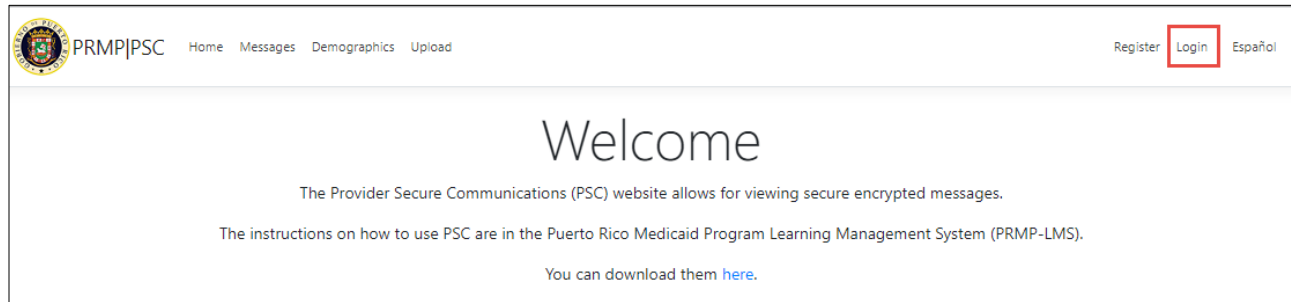 PRMP|PSC Home Messages Demographics Upload Register Login Español
Welcome
The Provider Secure Communications (PSC) website allows for viewing secure encrypted messages.
The instructions on how to use PSC are in the Puerto Rico Medicaid Program Learning Management System (PRMP-LMS).
You can download them here.